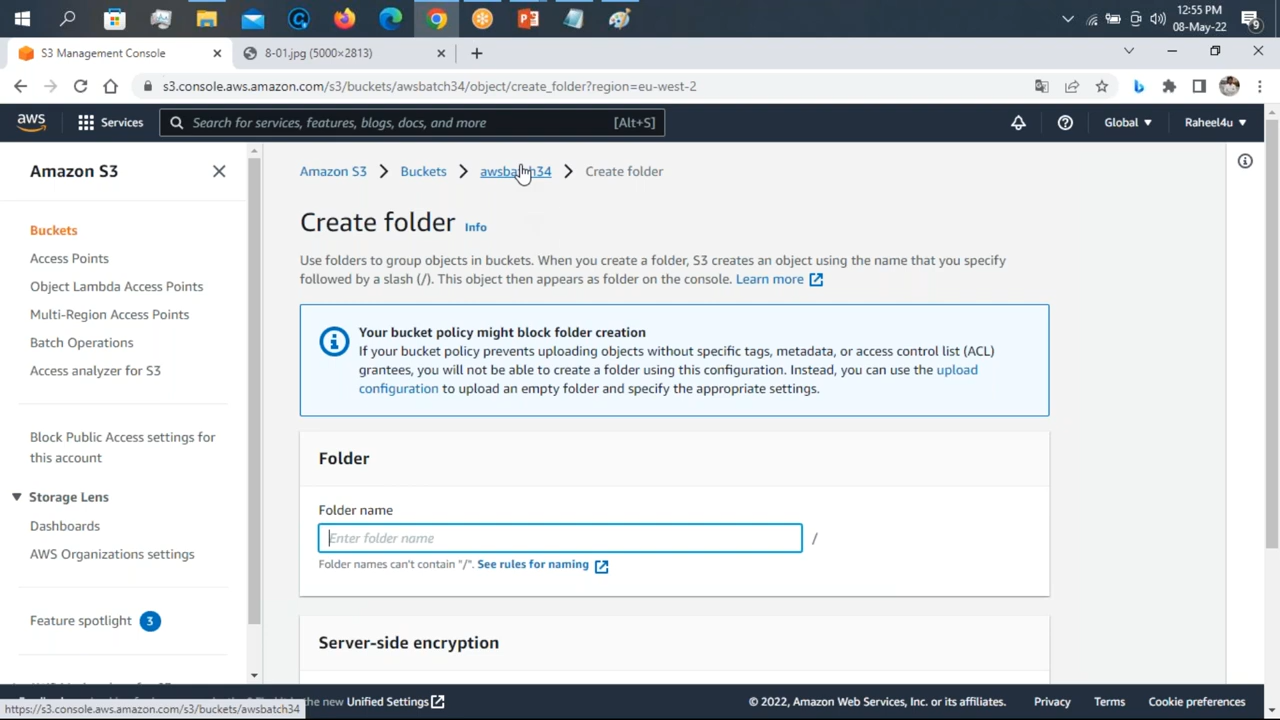 12:55 PM
08-May-22
9
S3 Management Console
8-01.jpg (5000×2813)
s3.console.aws.amazon.com/s3/buckets/awsbatch34/object/create_folder?region=eu-west-2
aws
Services
Search for services, features, blogs, docs, and more
[Alt+S]
Global
Raheel4u
Amazon S3
Buckets
Access Points
Object Lambda Access Points
Multi-Region Access Points
Batch Operations
Access analyzer for S3
Block Public Access settings for
this account
Storage Lens
Dashboards
AWS Organizations settings
Feature spotlight 3
Amazon S3 > Buckets > awsbatch34 > Create folder
Create folder Info
Use folders to group objects in buckets. When you create a folder, S3 creates an object using the name that you specify
followed by a slash (/). This object then appears as folder on the console. Learn more
Your bucket policy might block folder creation
If your bucket policy prevents uploading objects without specific tags, metadata, or access control list (ACL)
grantees, you will not be able to create a folder using this configuration. Instead, you can use the upload
configuration to upload an empty folder and specify the appropriate settings.
Folder
Folder name
Enter folder name
/
Folder names can't contain "/". See rules for naming
Server-side encryption
the new Unified Settings
© 2022, Amazon Web Services, Inc. or its affiliates.
Privacy
Terms
Cookie preferences
https://s3.console.aws.amazon.com/s3/buckets/awsbatch34